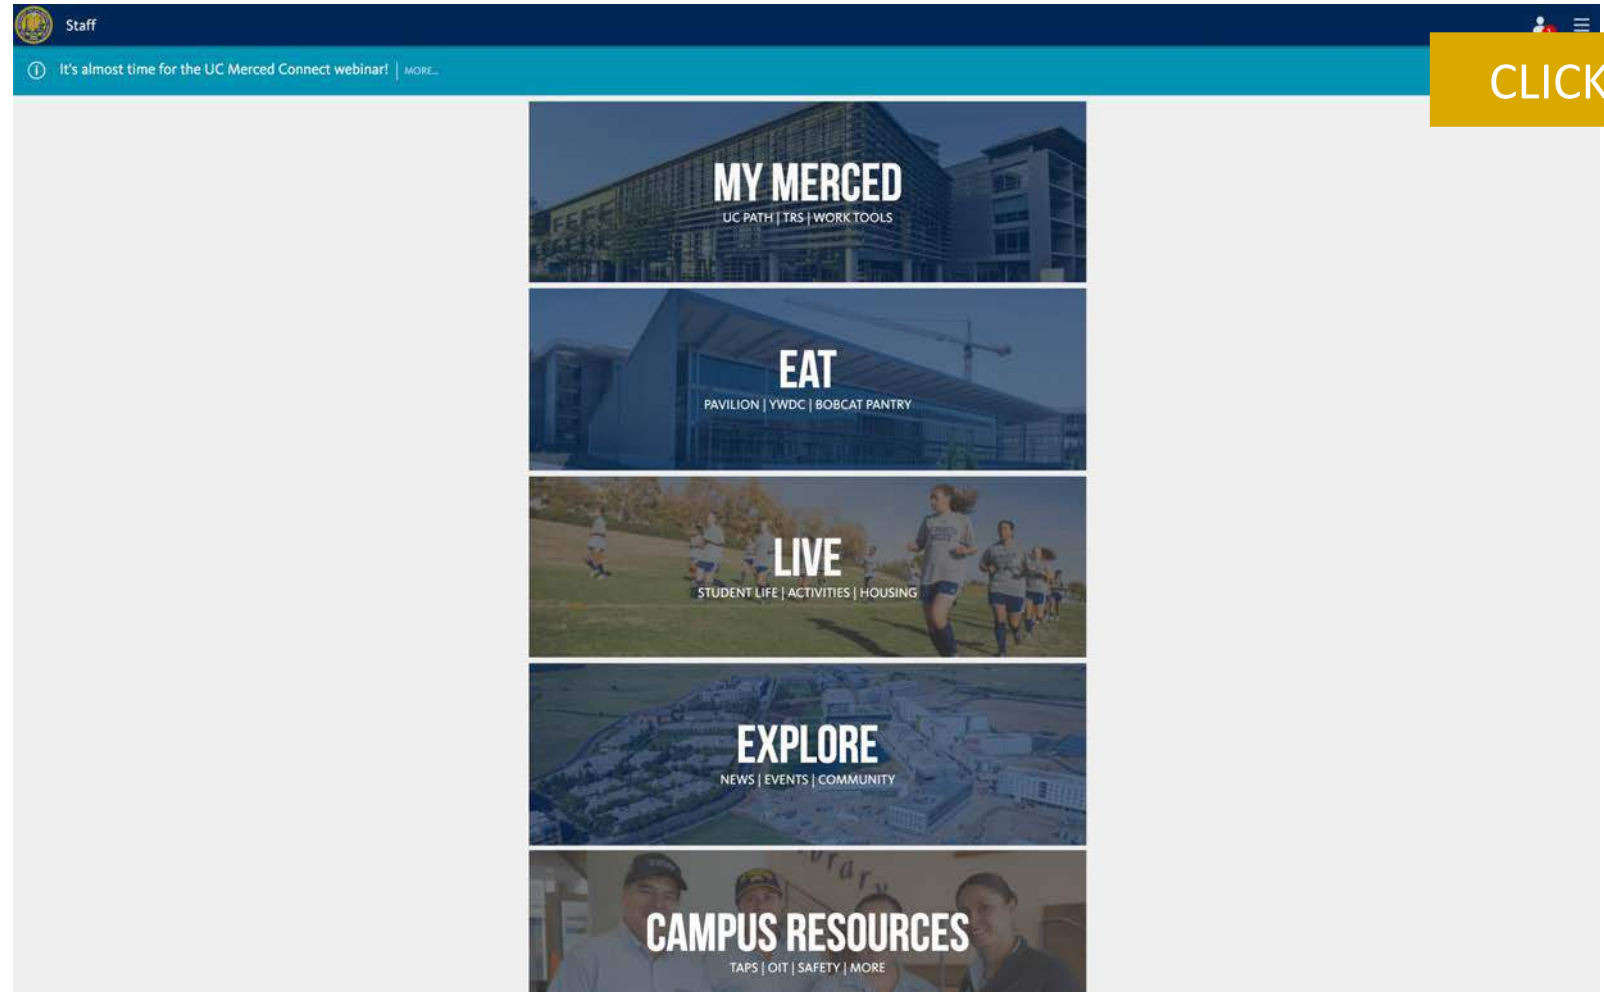 Staff
1
It's almost time for the UC Merced Connect webinar! | MORE...
CLICK
MY MERCED
UC PATH | TRS | WORK TOOLS
EAT
PAVILION | YWDC | BOBCAT PANTRY
LIVE
STUDENT LIFE | ACTIVITIES | HOUSING
EXPLORE
NEWS | EVENTS | COMMUNITY
library
CAMPUS RESOURCES
TAPS | OIT | SAFETY | MORE